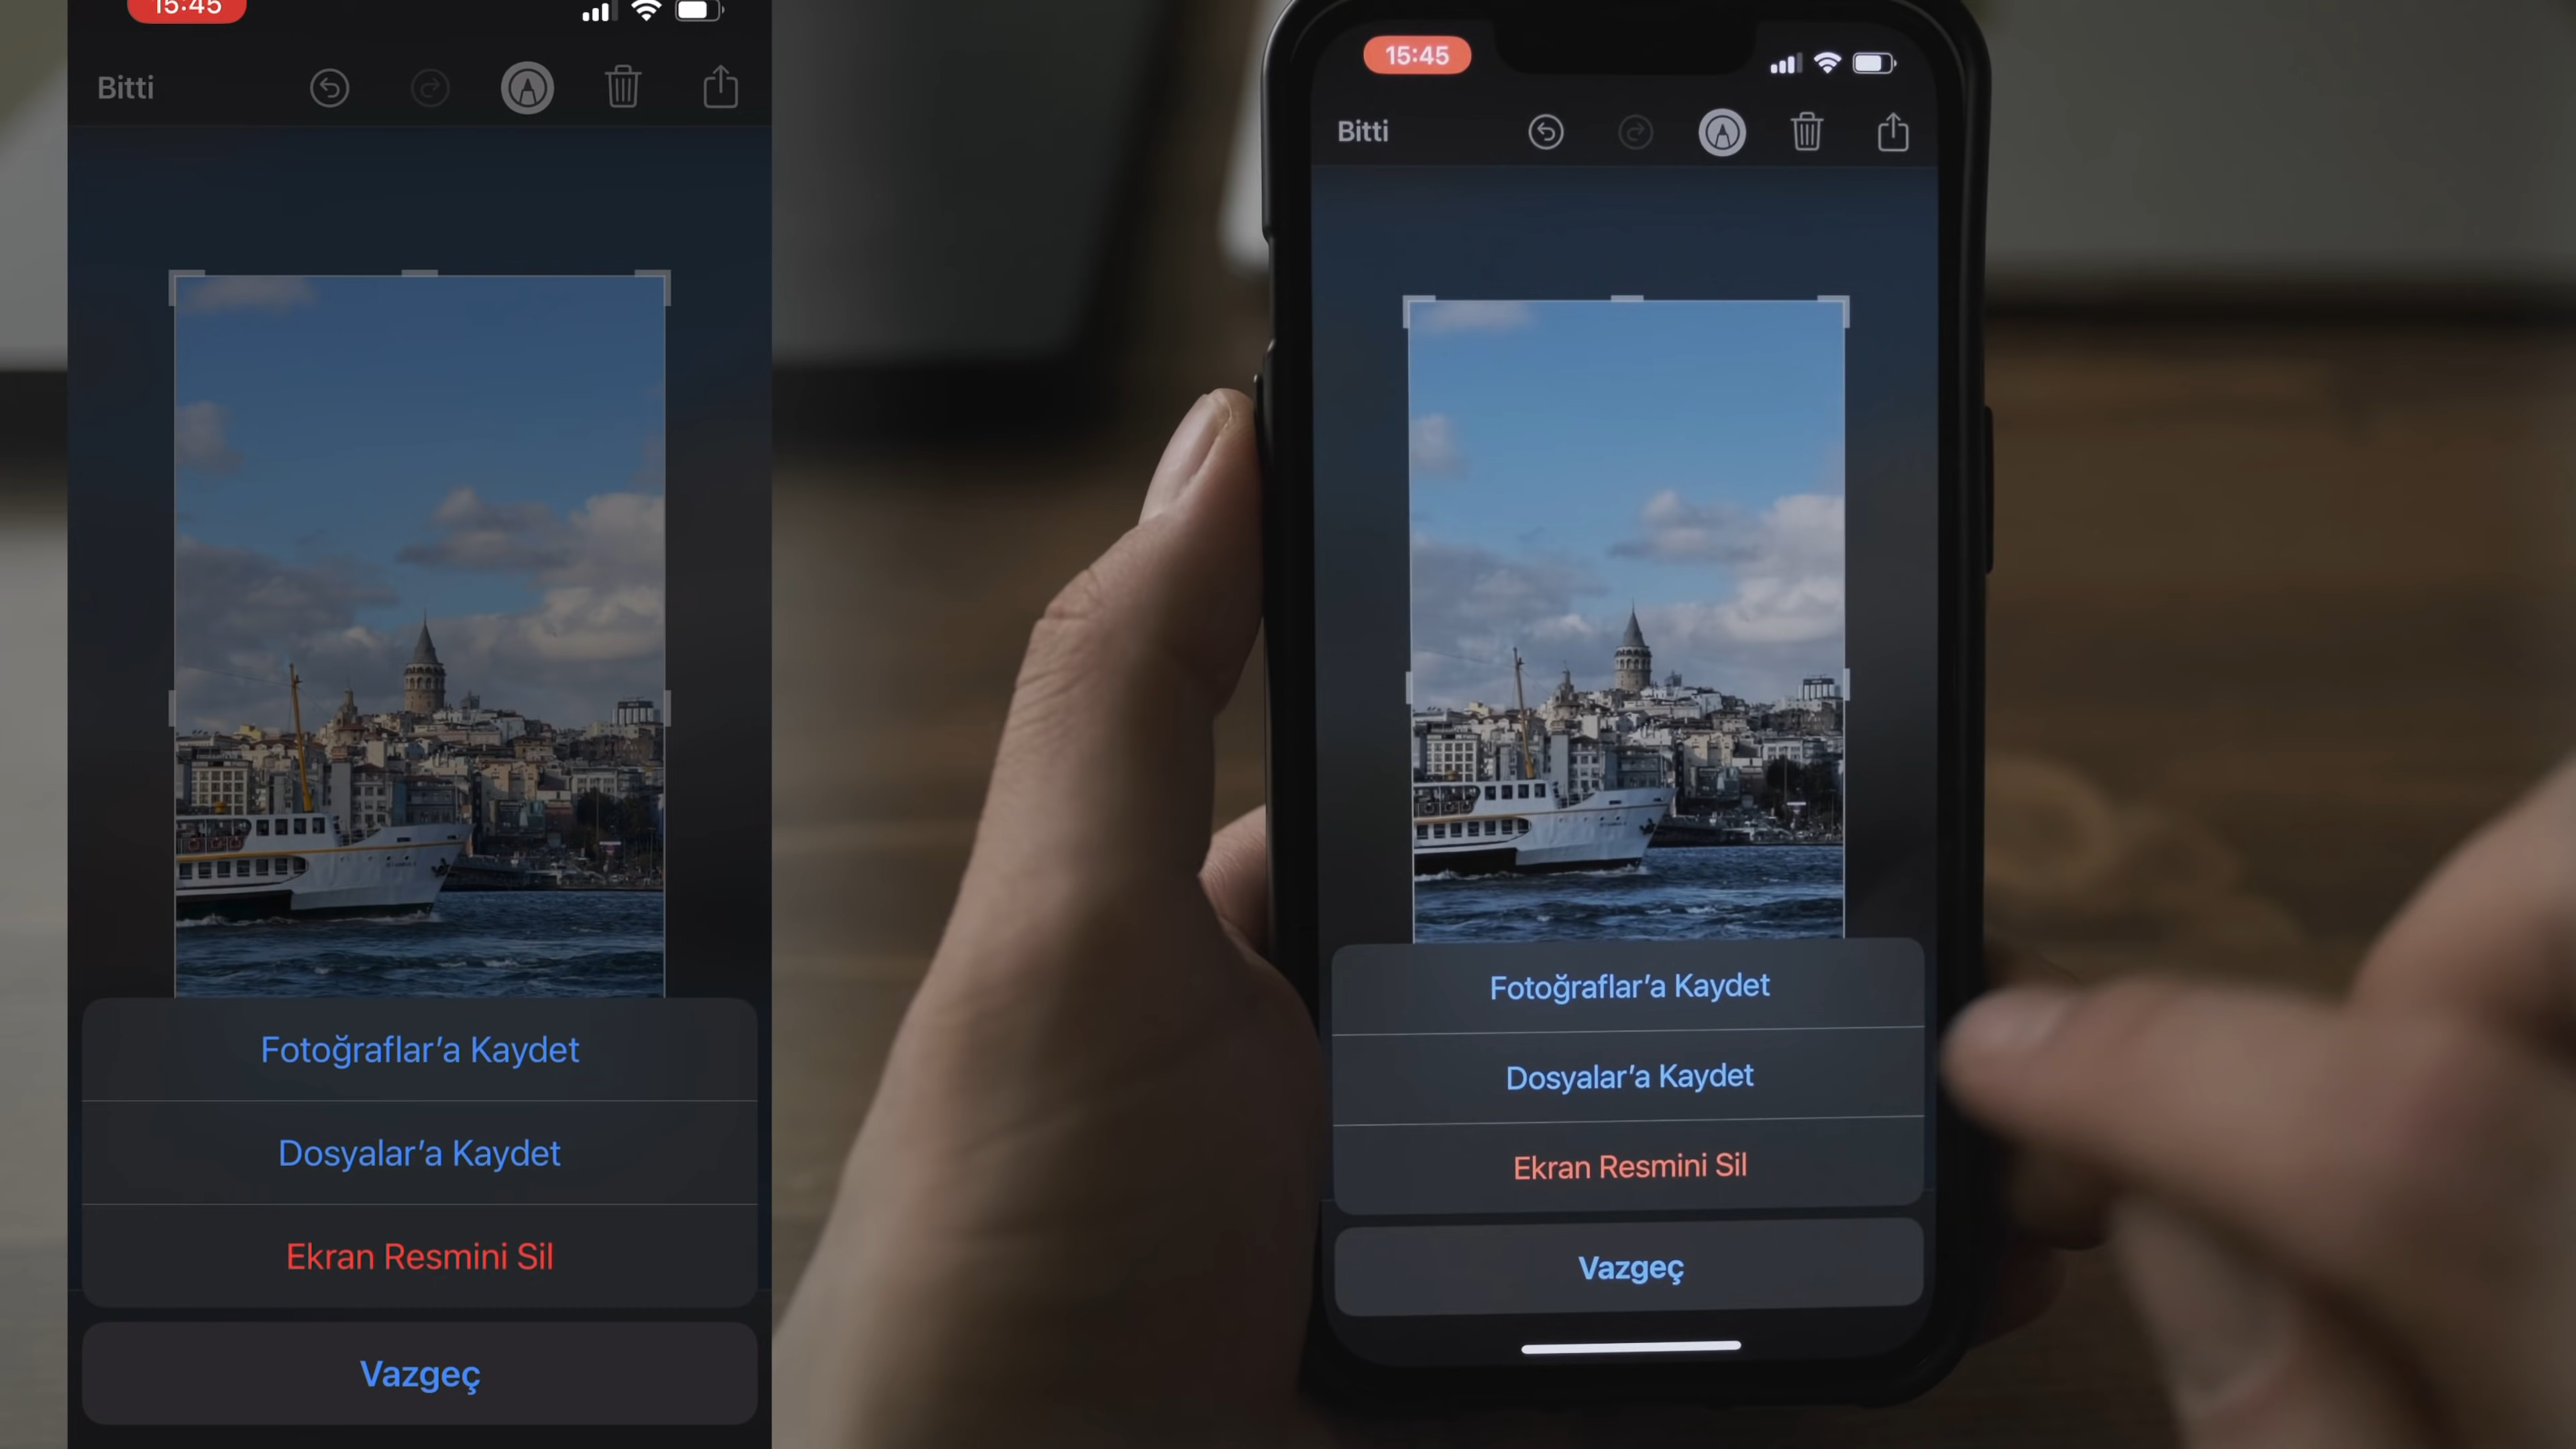 15:45
Bitti
Fotoğraflar’a Kaydet
Dosyalar’a Kaydet
Ekran Resmini Sil
Vazgeç
15:45
Bitti
Fotoğraflar’a Kaydet
Dosyalar’a Kaydet
Ekran Resmini Sil
Vazgeç